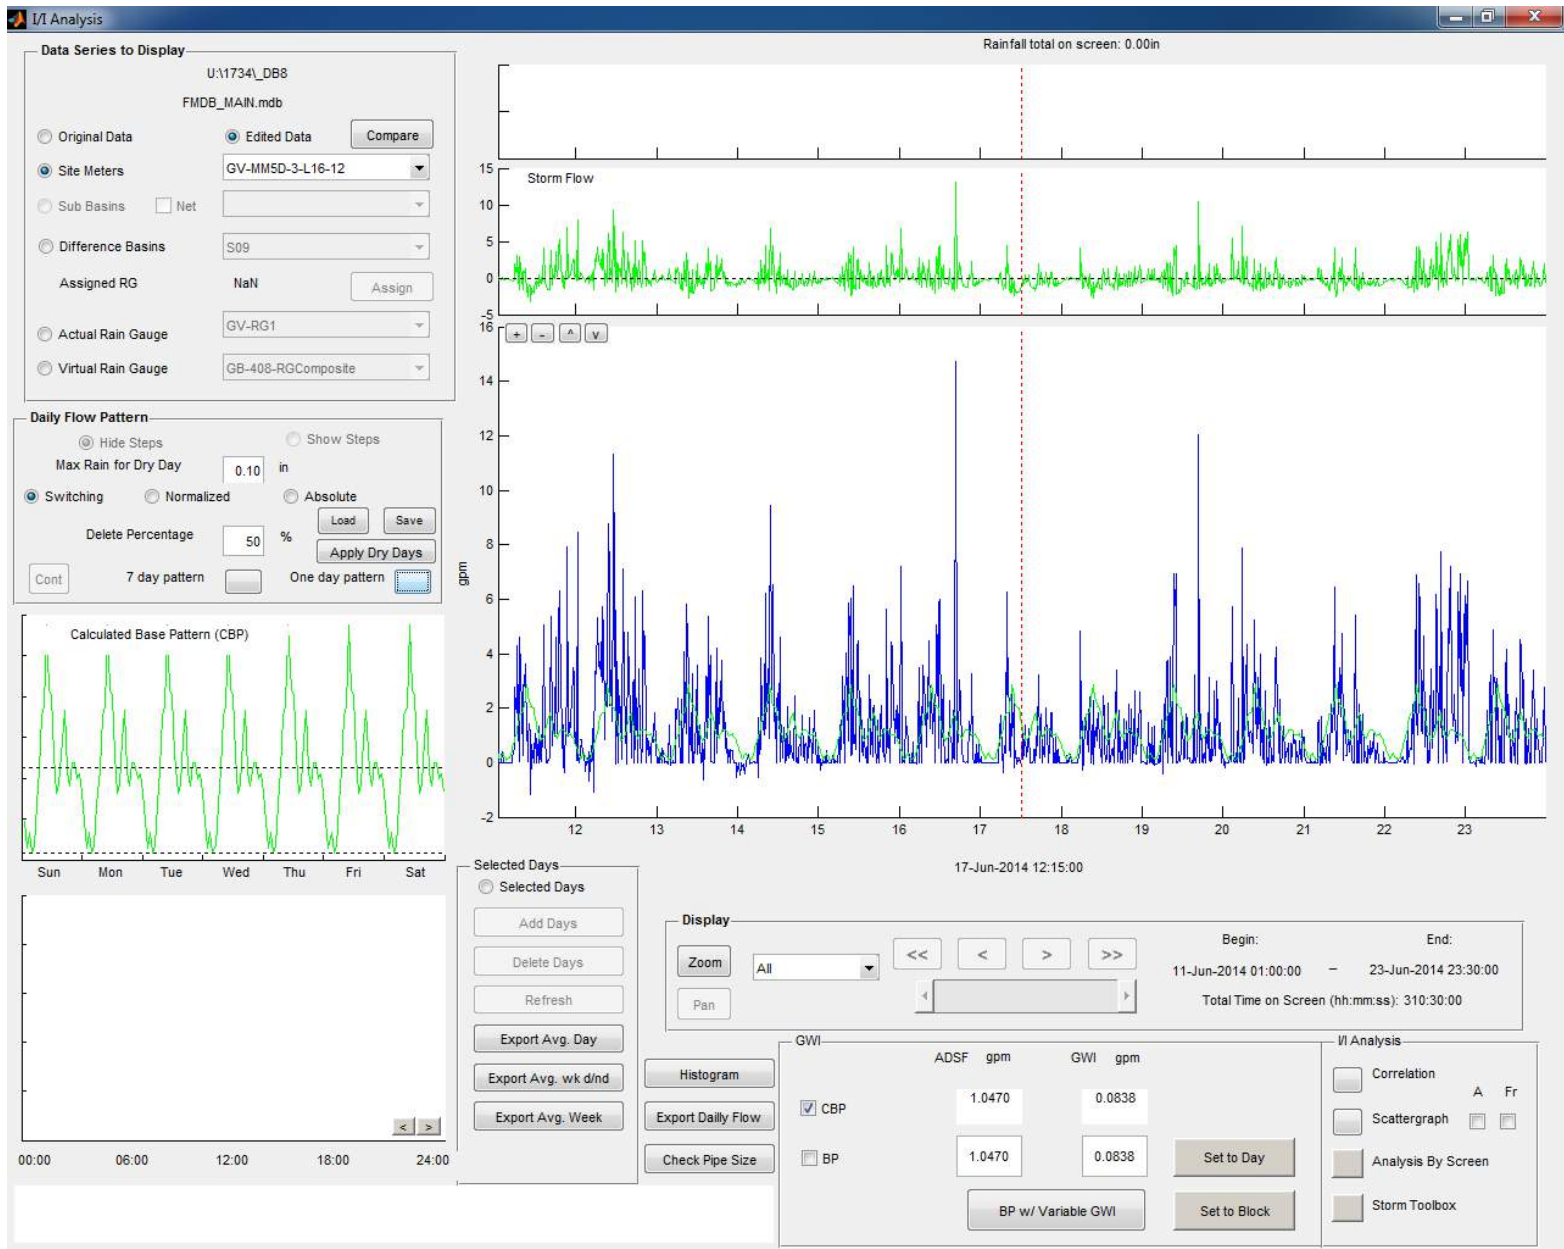 I/I Analysis
Data Series to Display
U:\1734\_DB8
FMDB_MAIN.mdb
Original Data
Edited Data
Compare
Site Meters
GV-MM5D-3-L16-12
Sub Basins
Net
Difference Basins
S09
Assigned RG
NaN
Assign
Actual Rain Gauge
GV-RG1
Virtual Rain Gauge
GB-408-RGComposite
Daily Flow Pattern
Hide Steps
Show Steps
Max Rain for Dry Day
0.10
in
Switching
Normalized
Absolute
Load
Save
Delete Percentage
50
%
Apply Dry Days
Cont
7 day pattern
One day pattern
Calculated Base Pattern (CBP)
Sun Mon Tue Wed Thu Fri Sat
< >
00:00 06:00 12:00 18:00 24:00
Rainfall total on screen: 0.00in
Storm Flow
15
10
5
0
-5
+ - ^ v
16
14
12
10
8
6
4
2
0
-2
gpm
12 13 14 15 16 17 18 19 20 21 22 23
17-Jun-2014 12:15:00
Selected Days
Selected Days
Add Days
Delete Days
Refresh
Export Avg. Day
Export Avg. wk d/nd
Export Avg. Week
Histogram
Export Dailly Flow
Check Pipe Size
Display
Zoom
All
<< < > >>
Pan
Begin:
End:
11-Jun-2014 01:00:00 – 23-Jun-2014 23:30:00
Total Time on Screen (hh:mm:ss): 310:30:00
GWI
ADSF gpm
GWI gpm
CBP
1.0470
0.0838
BP
1.0470
0.0838
Set to Day
BP w/ Variable GWI
Set to Block
I/I Analysis
Correlation
A Fr
Scattergraph
Analysis By Screen
Storm Toolbox